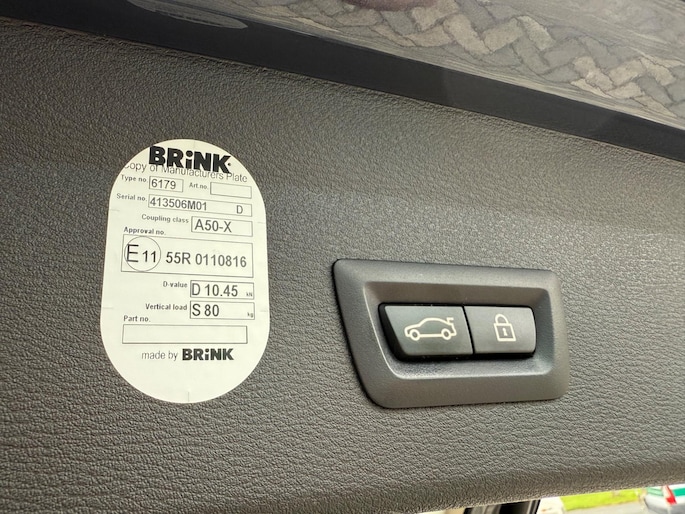 BRiNK
Copy of Manufacturers Plate
Type no. 6179 Art.no.
Serial no. 413506M01 D
Coupling class A50-X
Approval no.
E11 55R 0110816
D-value D 10.45 kN
Vertical load S 80 kg
Part no.
made by BRiNK